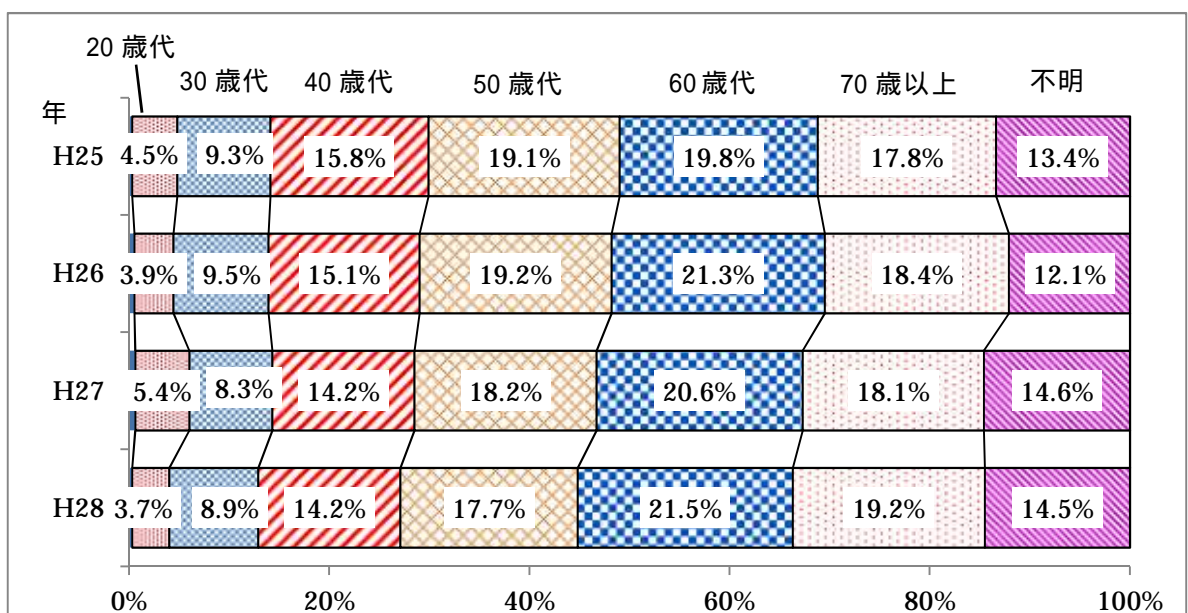 20 歳代
30 歳代 40 歳代 50 歳代 60 歳代 70 歳以上 不明
年
H25 4.5% 9.3% 15.8% 19.1% 19.8% 17.8% 13.4%
H26 3.9% 9.5% 15.1% 19.2% 21.3% 18.4% 12.1%
H27 5.4% 8.3% 14.2% 18.2% 20.6% 18.1% 14.6%
H28 3.7% 8.9% 14.2% 17.7% 21.5% 19.2% 14.5%
0% 20% 40% 60% 80% 100%